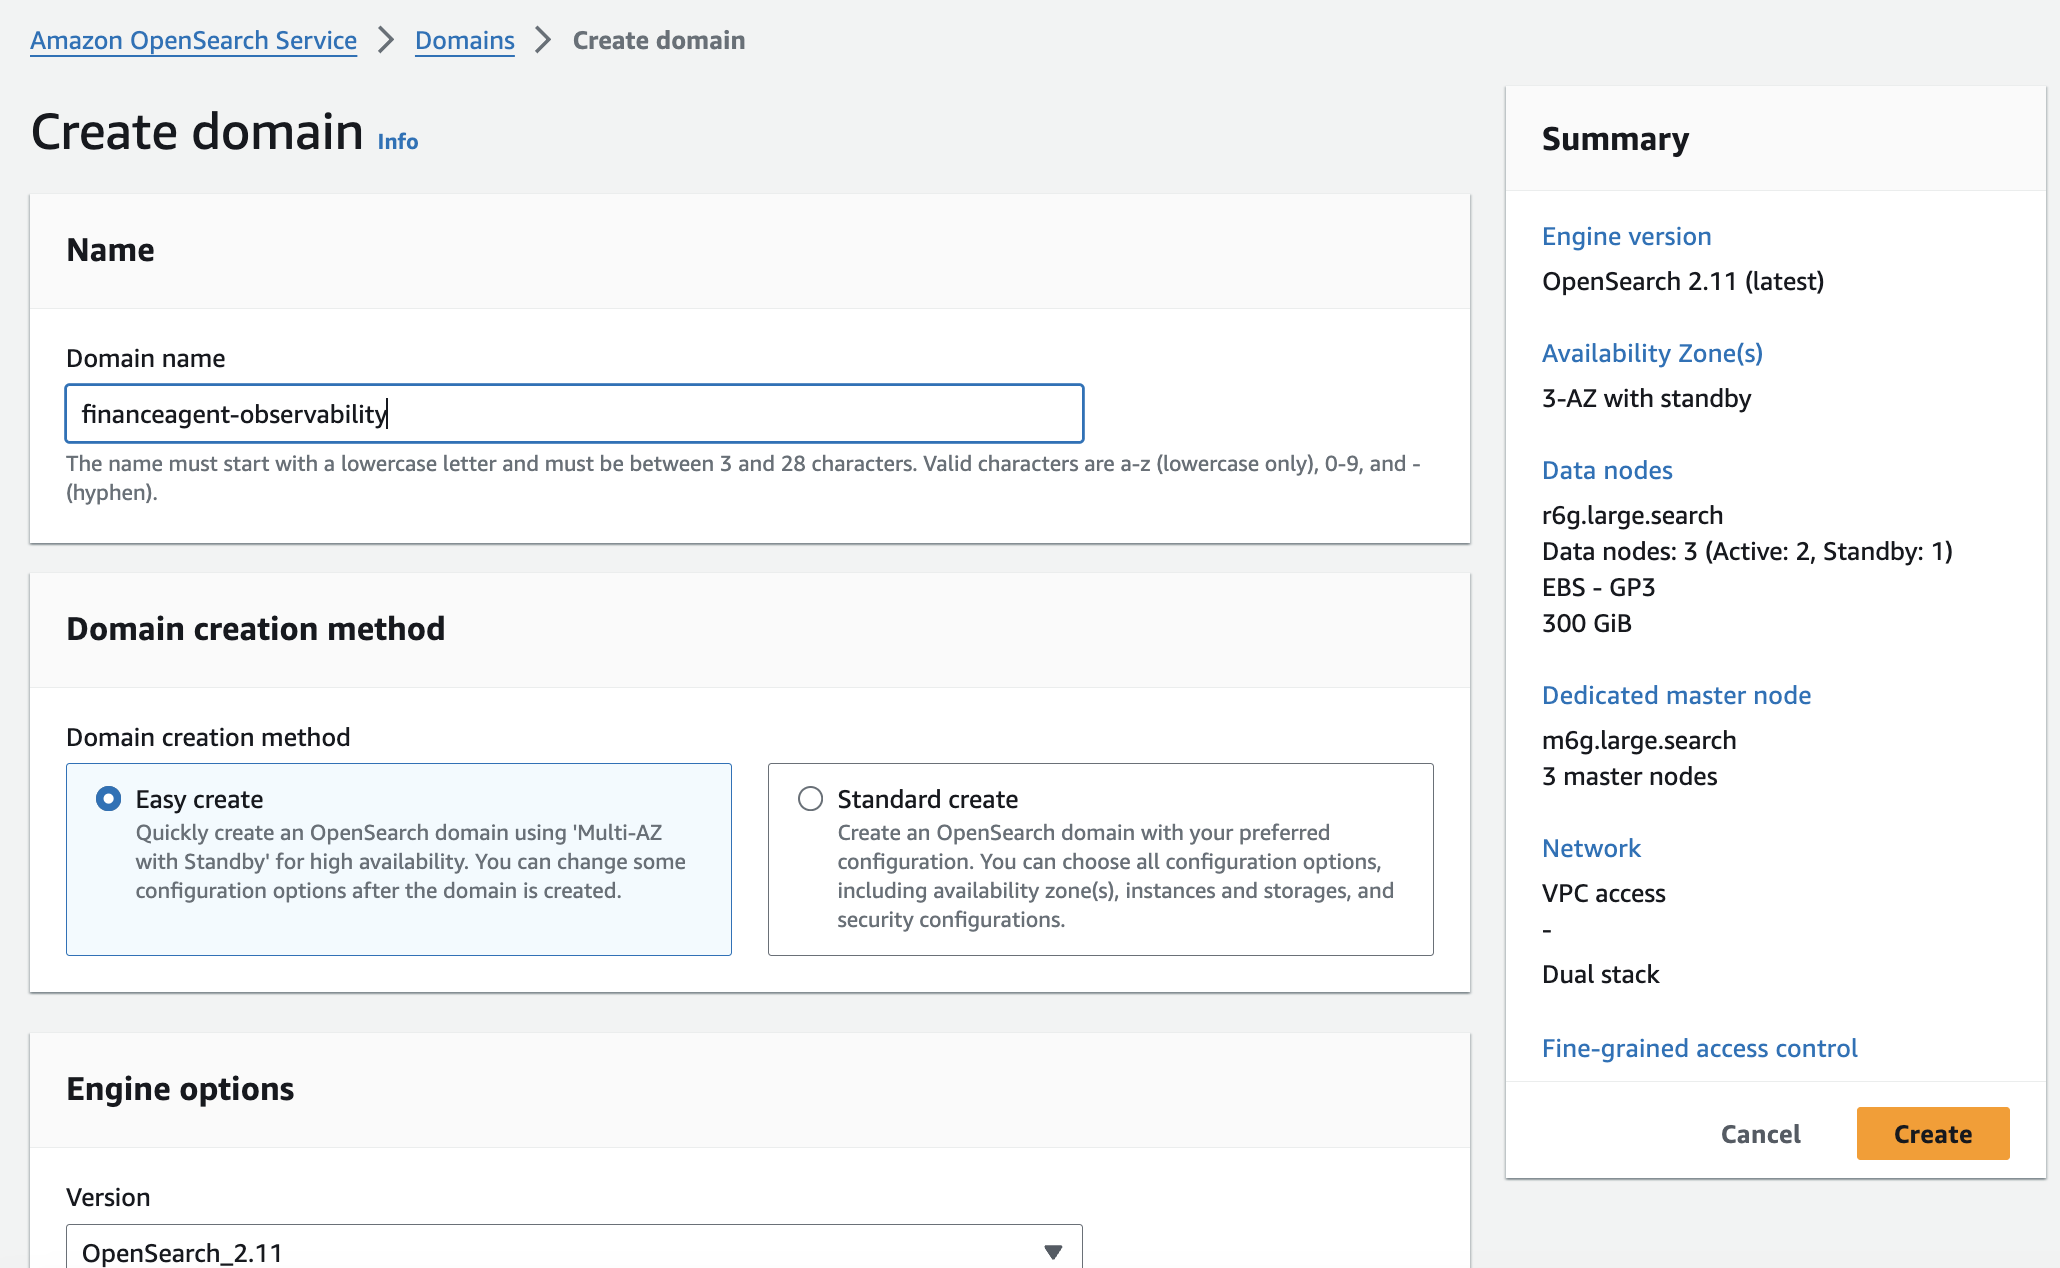 Amazon OpenSearch Service > Domains > Create domain
Create domain Info
Name
Domain name
financeagent-observability
The name must start with a lowercase letter and must be between 3 and 28 characters. Valid characters are a-z (lowercase only), 0-9, and -
(hyphen).
Domain creation method
Domain creation method
Easy create
Quickly create an OpenSearch domain using 'Multi-AZ
with Standby' for high availability. You can change some
configuration options after the domain is created.
Standard create
Create an OpenSearch domain with your preferred
configuration. You can choose all configuration options,
including availability zone(s), instances and storages, and
security configurations.
Engine options
Version
OpenSearch_2.11
Summary
Engine version
OpenSearch 2.11 (latest)
Availability Zone(s)
3-AZ with standby
Data nodes
r6g.large.search
Data nodes: 3 (Active: 2, Standby: 1)
EBS - GP3
300 GiB
Dedicated master node
m6g.large.search
3 master nodes
Network
VPC access
-
Dual stack
Fine-grained access control
Cancel Create